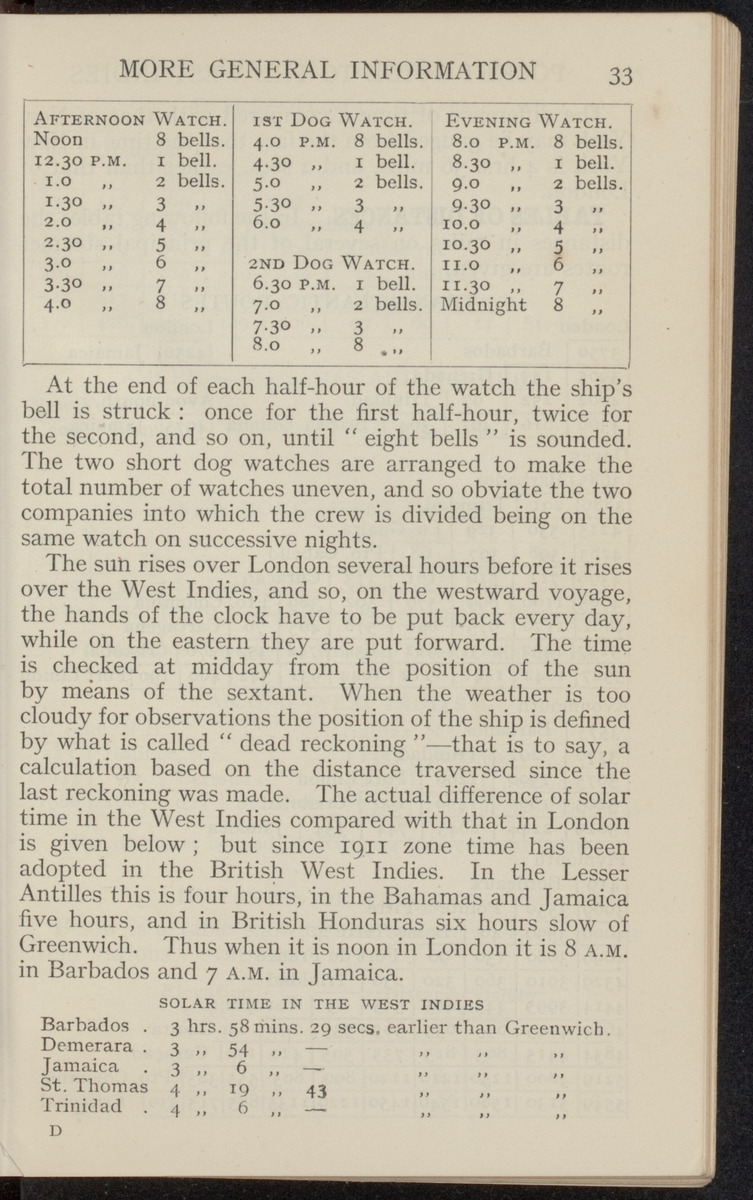 MORE GENERAL INFORMATION 33
AFTERNOON WATCH.
Noon 8 bells.
12.30 P.M. 1 bell.
1.0 ,, 2 bells.
1.30 ,, 3 ,,
2.0 ,, 4 ,,
2.30 ,, 5 ,,
3.0 ,, 6 ,,
3.30 ,, 7 ,,
4.0 ,, 8 ,,
1ST DOG WATCH.
4.0 P.M. 8 bells.
4.30 ,, 1 bell.
5.0 ,, 2 bells.
5.30 ,, 3 ,,
6.0 ,, 4 ,,
2ND DOG WATCH.
6.30 P.M. 1 bell.
7.0 ,, 2 bells.
7.30 ,, 3 ,,
8.0 ,, 8 ,,
EVENING WATCH.
8.0 P.M. 8 bells.
8.30 ,, 1 bell.
9.0 ,, 2 bells.
9.30 ,, 3 ,,
10.0 ,, 4 ,,
10.30 ,, 5 ,,
11.0 ,, 6 ,,
11.30 ,, 7 ,,
Midnight 8 ,,
At the end of each half-hour of the watch the ship's
bell is struck : once for the first half-hour, twice for
the second, and so on, until " eight bells " is sounded.
The two short dog watches are arranged to make the
total number of watches uneven, and so obviate the two
companies into which the crew is divided being on the
same watch on successive nights.
The sun rises over London several hours before it rises
over the West Indies, and so, on the westward voyage,
the hands of the clock have to be put back every day,
while on the eastern they are put forward. The time
is checked at midday from the position of the sun
by means of the sextant. When the weather is too
cloudy for observations the position of the ship is defined
by what is called " dead reckoning "—that is to say, a
calculation based on the distance traversed since the
last reckoning was made. The actual difference of solar
time in the West Indies compared with that in London
is given below ; but since 1911 zone time has been
adopted in the British West Indies. In the Lesser
Antilles this is four hours, in the Bahamas and Jamaica
five hours, and in British Honduras six hours slow of
Greenwich. Thus when it is noon in London it is 8 A.M.
in Barbados and 7 A.M. in Jamaica.
SOLAR TIME IN THE WEST INDIES
Barbados . 3 hrs. 58 mins. 29 secs. earlier than Greenwich.
Demerara . 3 ,, 54 ,, — ,, ,, ,,
Jamaica . 3 ,, 6 ,, — ,, ,, ,,
St. Thomas 4 ,, 19 ,, 43 ,, ,, ,,
Trinidad . 4 ,, 6 ,, — ,, ,, ,,
D